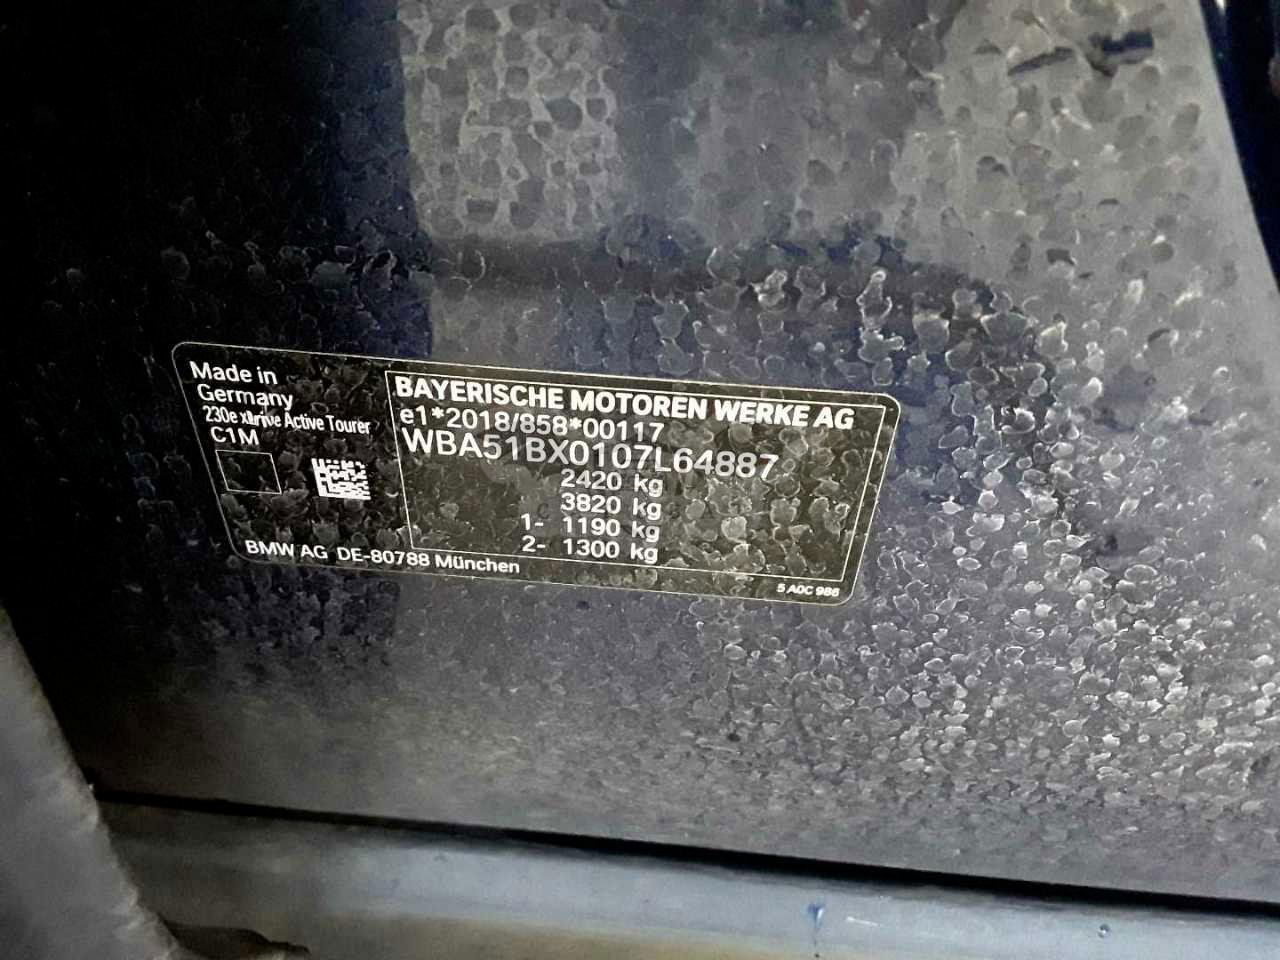 Made in
Germany
230e xDrive Active Tourer
C1M
BAYERISCHE MOTOREN WERKE AG
e1*2018/858*00117
WBA51BX0107L64887
2420 kg
3820 kg
1- 1190 kg
2- 1300 kg
BMW AG DE-80788 München
5 A0C 986